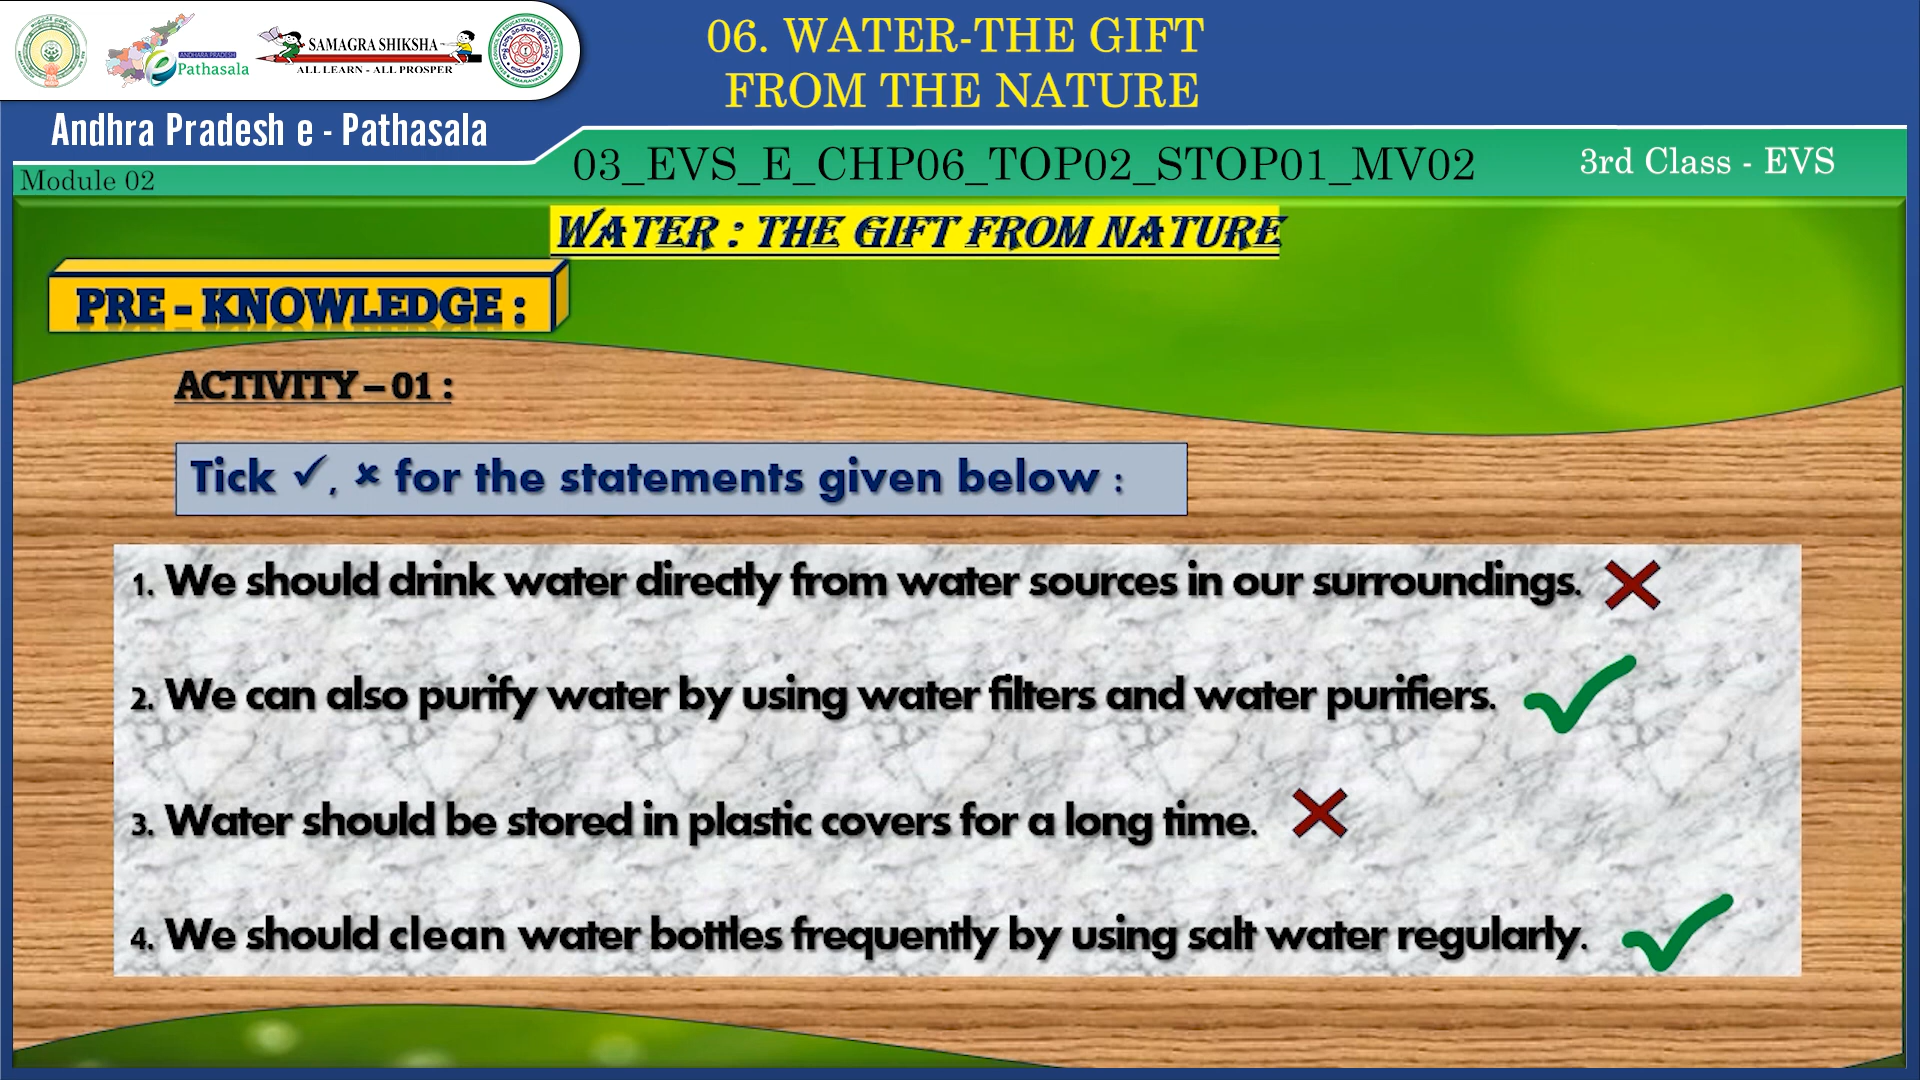 06. WATER-THE GIFT
FROM THE NATURE
ANDHRA PRADESH
e Pathasala
SAMAGRA SHIKSHA
ALL LEARN - ALL PROSPER
Andhra Pradesh e - Pathasala
Module 02
03_EVS_E_CHP06_TOP02_STOP01_MV02
3rd Class - EVS
WATER : THE GIFT FROM NATURE
PRE - KNOWLEDGE :
ACTIVITY – 01 :
Tick ✓, × for the statements given below :
1. We should drink water directly from water sources in our surroundings. ✕
2. We can also purify water by using water filters and water purifiers. ✓
3. Water should be stored in plastic covers for a long time. ✕
4. We should clean water bottles frequently by using salt water regularly. ✓